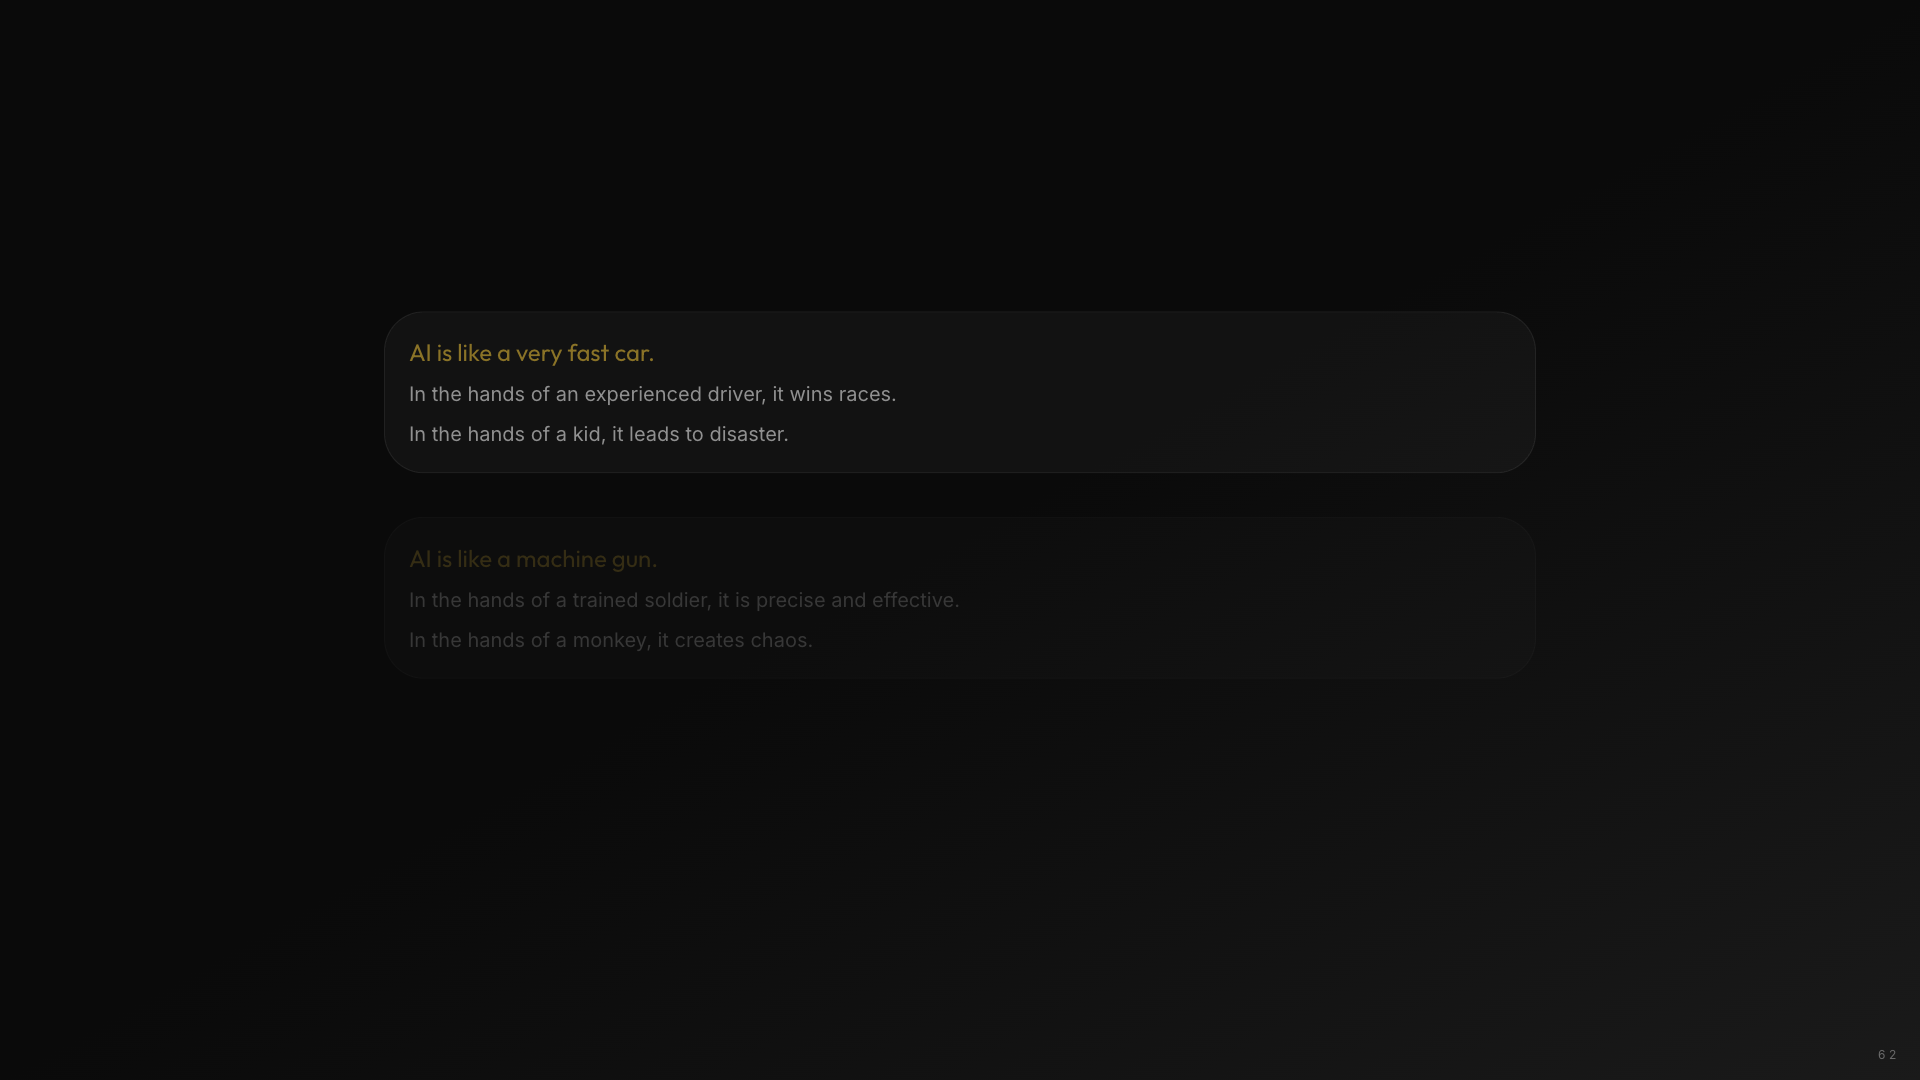 AI is like a very fast car.
In the hands of an experienced driver, it wins races.
In the hands of a kid, it leads to disaster.
AI is like a machine gun.
In the hands of a trained soldier, it is precise and effective.
In the hands of a monkey, it creates chaos.
62